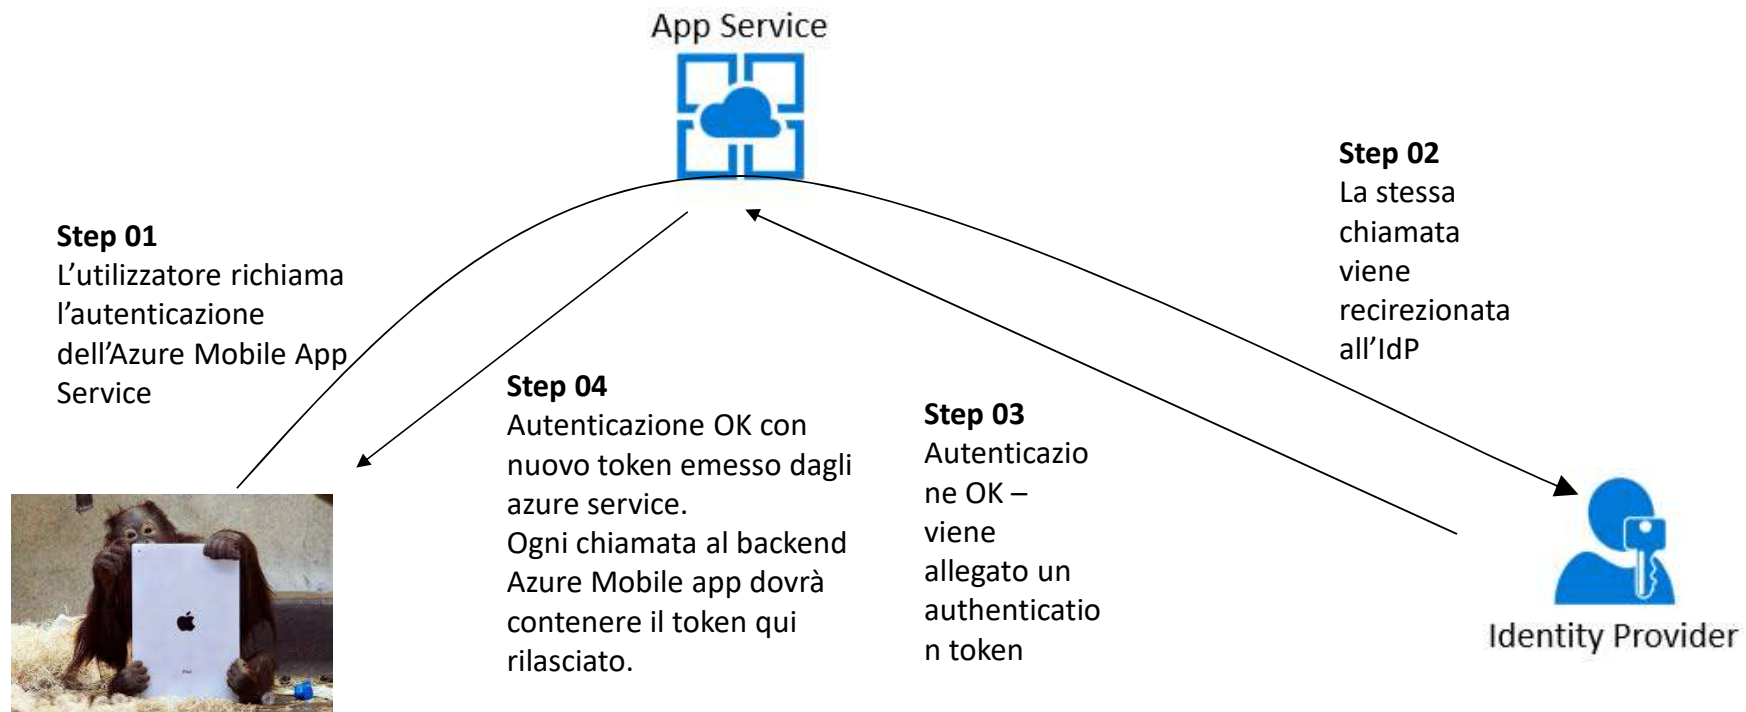 App Service
Step 01
L’utilizzatore richiama
l’autenticazione
dell’Azure Mobile App
Service
Step 02
La stessa
chiamata
viene
recirezionata
all’IdP
Step 04
Autenticazione OK con
nuovo token emesso dagli
azure service.
Ogni chiamata al backend
Azure Mobile app dovrà
contenere il token qui
rilasciato.
Step 03
Autenticazio
ne OK –
viene
allegato un
authenticatio
n token
Identity Provider